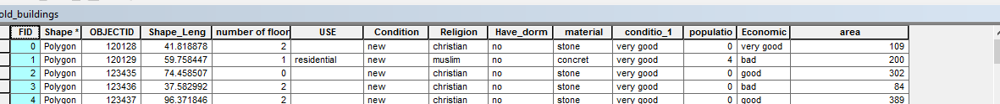 old_buildings
FID Shape * OBJECTID Shape_Leng number of floor USE Condition Religion Have_dorm material conditio_1 populatio Economic area
0 Polygon 120128 41.818878 2 new christian no stone very good 0 very good 109
1 Polygon 120129 59.758447 1 residential new muslim no concret very good 4 bad 200
2 Polygon 123435 74.458507 0 new christian no stone very good 0 good 302
3 Polygon 123436 37.582992 2 new christian no stone very good 0 bad 84
4 Polygon 123437 96.371846 2 new christian no stone very good 0 good 389